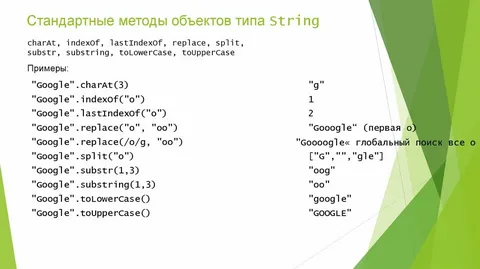 Стандартные методы объектов типа String
charAt, indexOf, lastIndexOf, replace, split,
substr, substring, toLowerCase, toUpperCase
Примеры:
"Google".charAt(3) "g"
"Google".indexOf("o") 1
"Google".lastIndexOf("o") 2
"Google".replace("o", "oo") "Gooogle" (первая o)
"Google".replace(/o/g, "oo") "Goooogle« глобальный поиск все о
"Google".split("o") ["G","","gle"]
"Google".substr(1,3) "oog"
"Google".substring(1,3) "oo"
"Google".toLowerCase() "google"
"Google".toUpperCase() "GOOGLE"